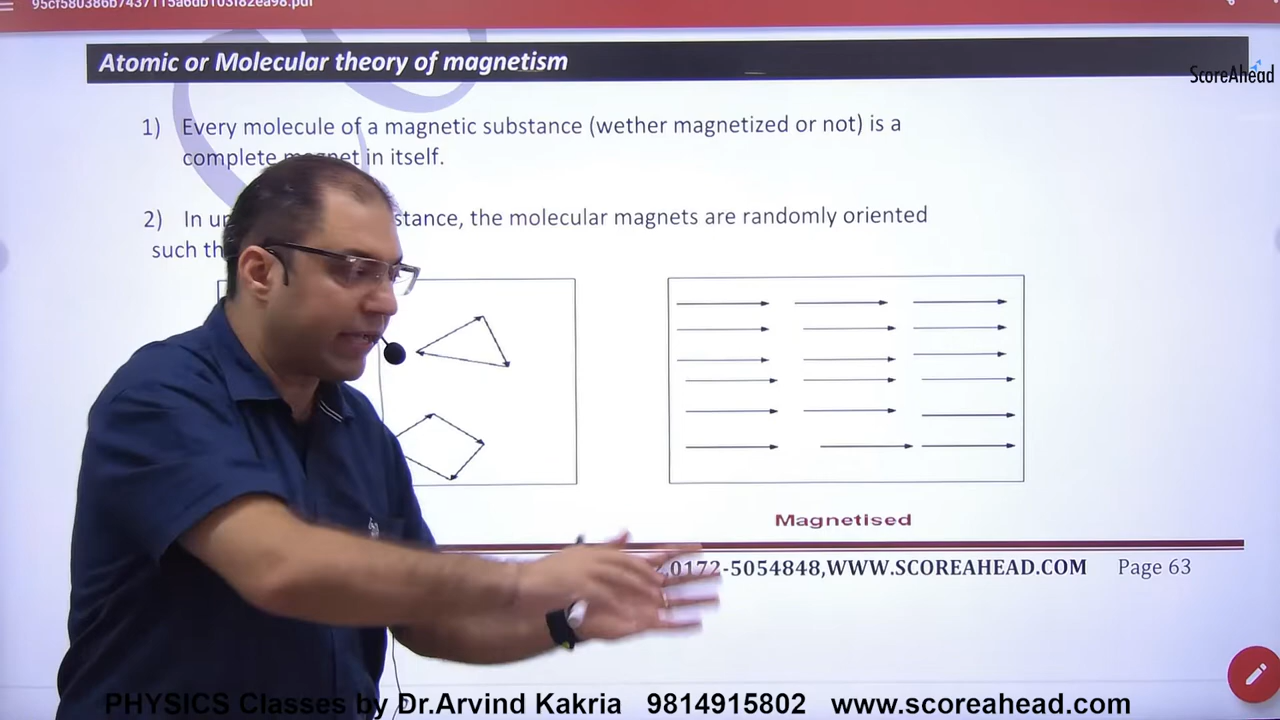 95cf580386b7437115a6db103f82ea98.pdf
Atomic or Molecular theory of magnetism
ScoreAhead
1) Every molecule of a magnetic substance (wether magnetized or not) is a
complete magnet in itself.
2) In stance, the molecular magnets are randomly oriented
such
Magnetised
,0172-5054848,WWW.SCOREAHEAD.COM Page 63
PHYSICS Classes by Dr.Arvind Kakria 9814915802 www.scoreahead.com